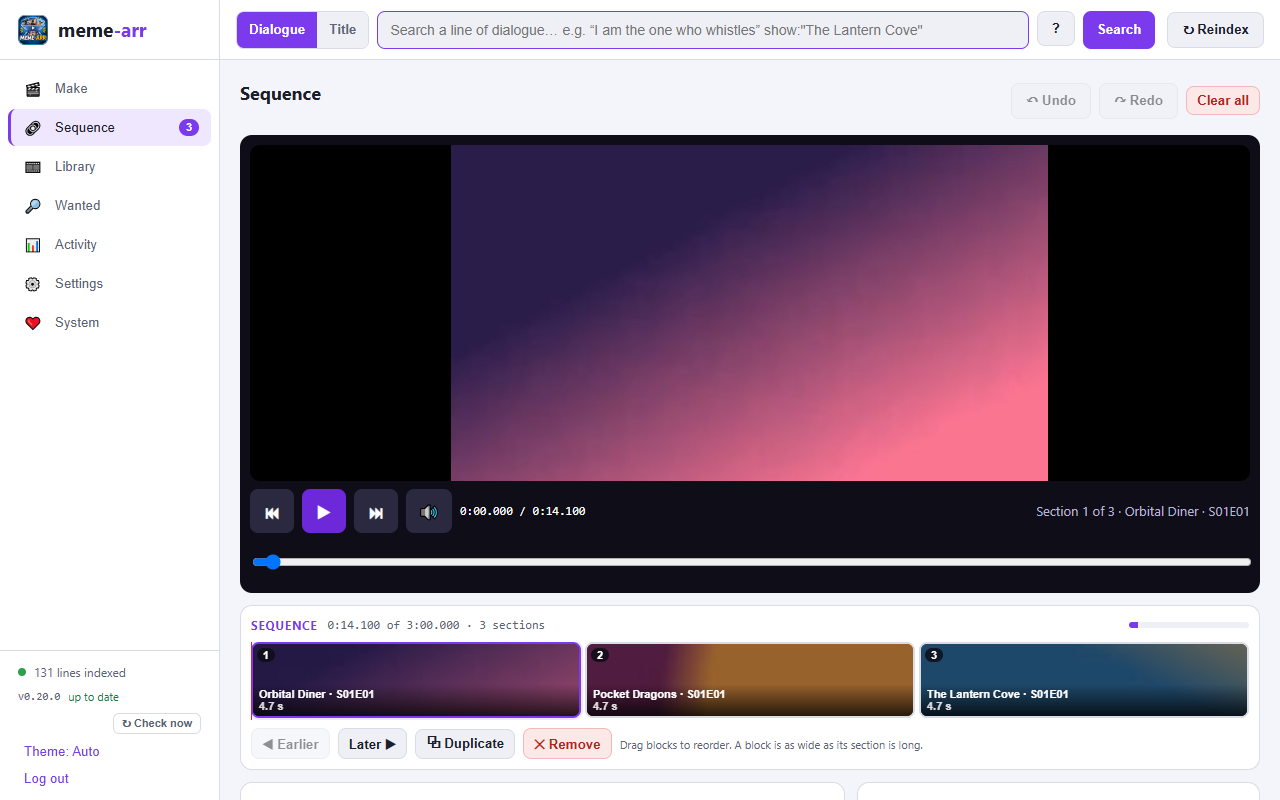 meme-arr
Dialogue Title Search a line of dialogue... e.g. “I am the one who whistles” show:"The Lantern Cove" ? Search ↻ Reindex
Make
Sequence 3
Library
Wanted
Activity
Settings
System
131 lines indexed
v0.20.0 up to date
↻ Check now
Theme: Auto
Log out
Sequence
↶ Undo ↷ Redo Clear all
0:00.000 / 0:14.100 Section 1 of 3 · Orbital Diner · S01E01
SEQUENCE 0:14.100 of 3:00.000 · 3 sections
1
Orbital Diner · S01E01
4.7 s
2
Pocket Dragons · S01E01
4.7 s
3
The Lantern Cove · S01E01
4.7 s
◀ Earlier Later ▶ Duplicate ✕ Remove Drag blocks to reorder. A block is as wide as its section is long.